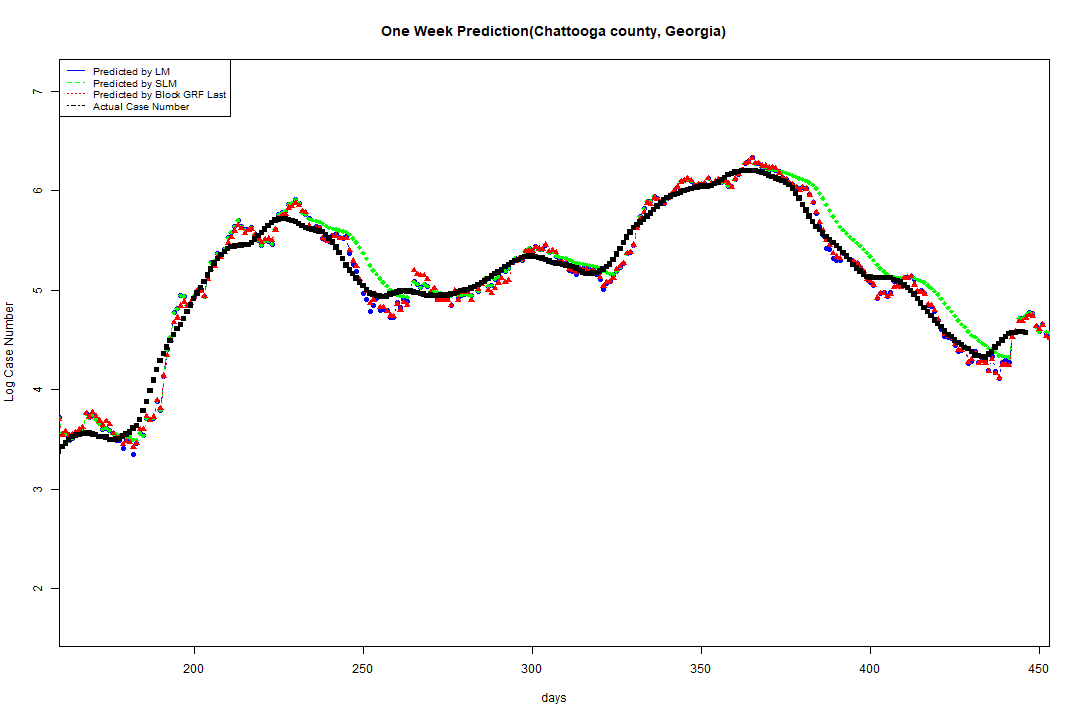 One Week Prediction(Chattooga county, Georgia)
Predicted by LM
Predicted by SLM
Predicted by Block GRF Last
Actual Case Number
7
6
5
4
3
2
Log Case Number
200 250 300 350 400 450
days